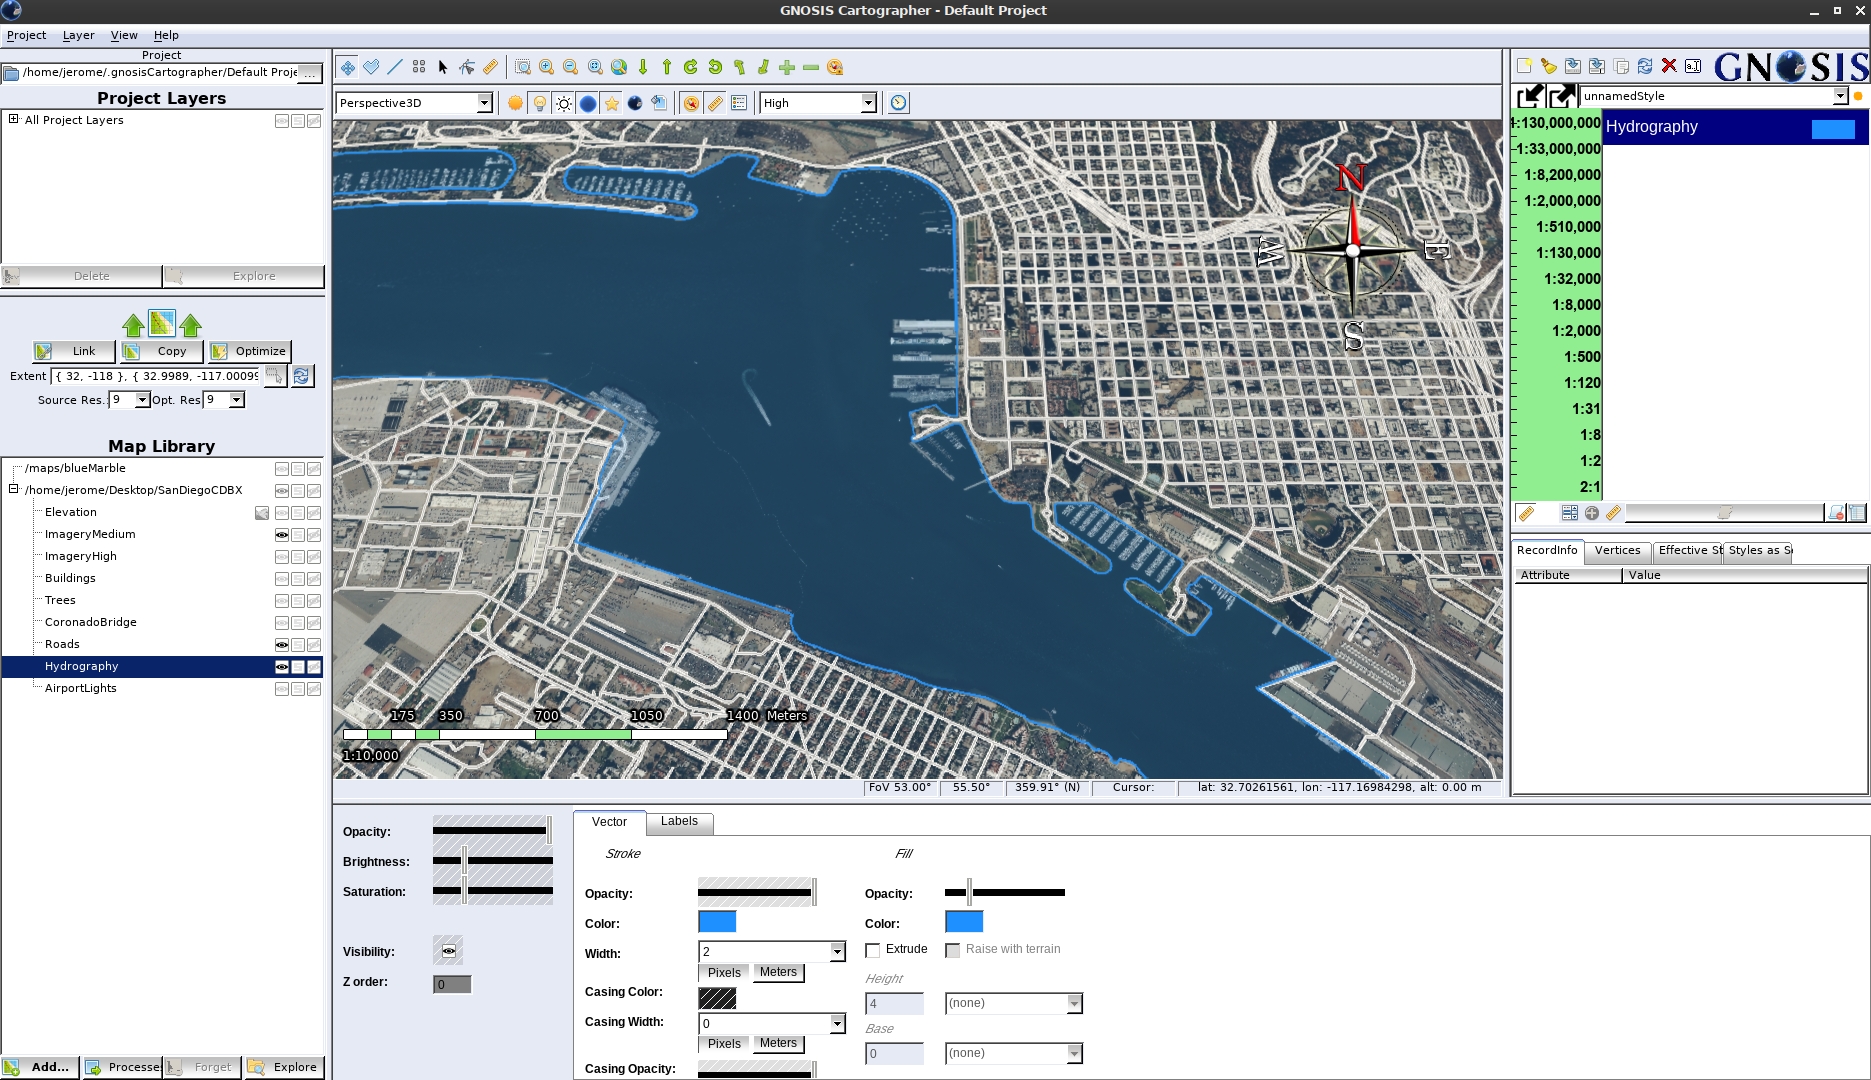 GNOSIS Cartographer - Default Project
Project Layer View Help
Project
/home/jerome/.gnosisCartographer/Default Proje ...
Project Layers
All Project Layers
Delete Explore
Link Copy Optimize
Extent { 32, -118 }, { 32.9989, -117.00099
Source Res.: 9 Opt. Res 9
Map Library
/maps/blueMarble
/home/jerome/Desktop/SanDiegoCDBX
Elevation
ImageryMedium
ImageryHigh
Buildings
Trees
CoronadoBridge
Roads
Hydrography
AirportLights
Add... Processes Forget Explore
Perspective3D High
N
W E
S
175 350 700 1050 1400 Meters
1:10,000
FoV 53.00° 55.50° 359.91° (N) Cursor: lat: 32.70261561, lon: -117.16984298, alt: 0.00 m
Opacity:
Brightness:
Saturation:
Visibility:
Z order: 0
Vector Labels
Stroke Fill
Opacity: Opacity:
Color: Color:
Width: 2 Extrude Raise with terrain
Pixels Meters
Height
Casing Color: 4 (none)
Casing Width: 0 Base
Pixels Meters 0 (none)
Casing Opacity:
GNOSIS
unnamedStyle
1:130,000,000 Hydrography
1:33,000,000
1:8,200,000
1:2,000,000
1:510,000
1:130,000
1:32,000
1:8,000
1:2,000
1:500
1:120
1:31
1:8
1:2
2:1
RecordInfo Vertices Effective St Styles as S
Attribute Value